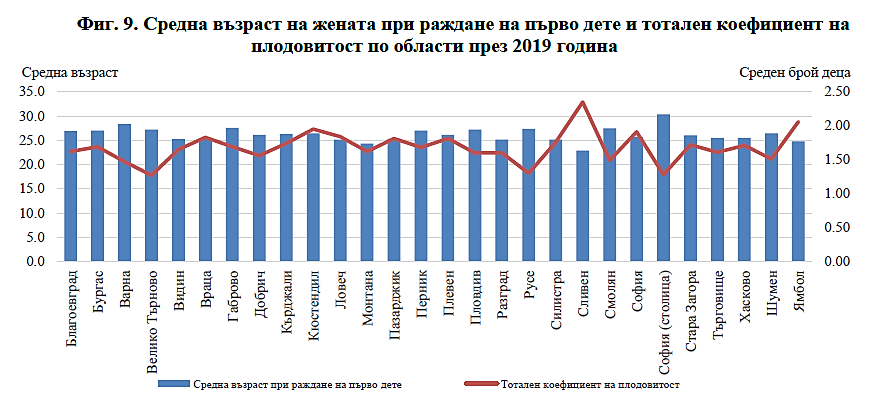 Фиг. 9. Средна възраст на жената при раждане на първо дете и тотален коефициент на
плодовитост по области през 2019 година
Средна възраст
Среден брой деца
35.0
30.0
25.0
20.0
15.0
10.0
5.0
0.0
2.50
2.00
1.50
1.00
0.50
0.00
Благоевград
Бургас
Варна
Велико Търново
Видин
Враца
Габрово
Добрич
Кърджали
Кюстендил
Ловеч
Монтана
Пазарджик
Перник
Плевен
Пловдив
Разград
Русе
Силистра
Сливен
Смолян
София
София (столица)
Стара Загора
Търговище
Хасково
Шумен
Ямбол
Средна възраст при раждане на първо дете
Тотален коефициент на плодовитост